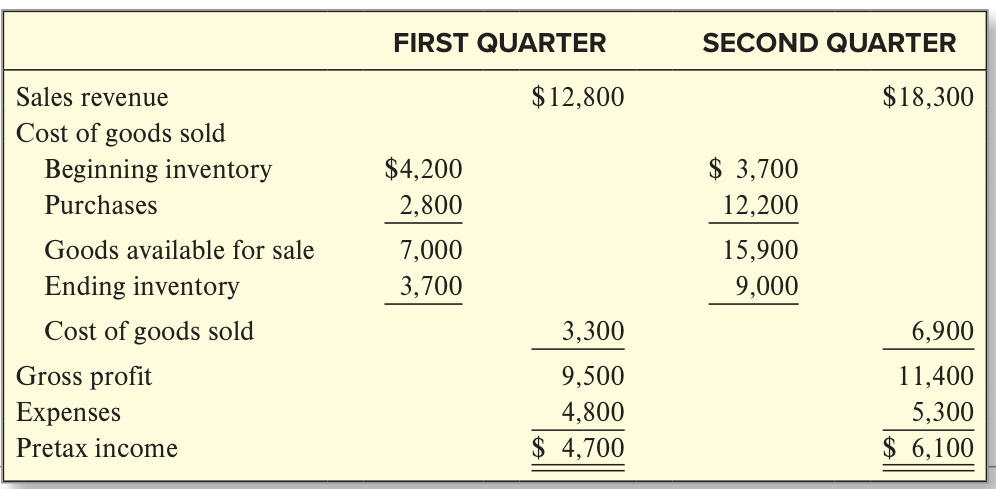 FIRST QUARTER SECOND QUARTER
Sales revenue $12,800 $18,300
Cost of goods sold
Beginning inventory $4,200 $ 3,700
Purchases 2,800 12,200
Goods available for sale 7,000 15,900
Ending inventory 3,700 9,000
Cost of goods sold 3,300 6,900
Gross profit 9,500 11,400
Expenses 4,800 5,300
Pretax income $ 4,700 $ 6,100